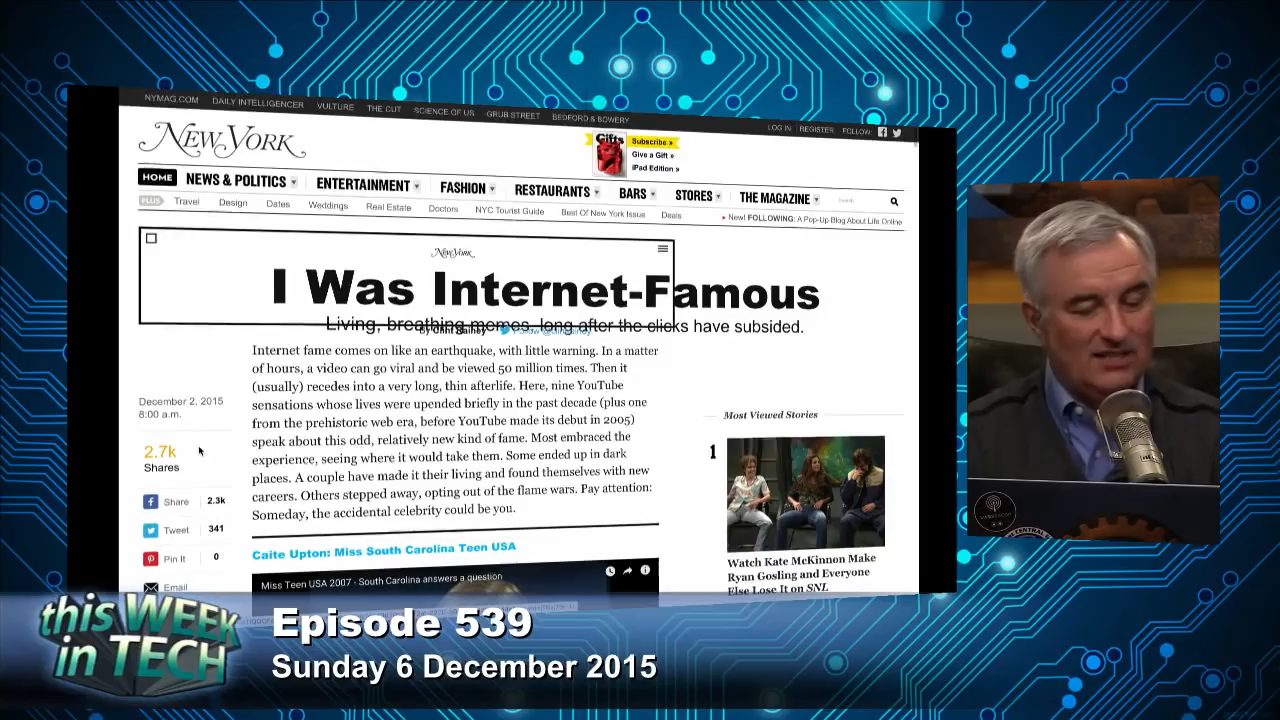 NYMAG.COM DAILY INTELLIGENCER VULTURE THE CUT SCIENCE OF US GRUB STREET BEDFORD & BOWERY
LOG IN REGISTER FOLLOW:
NEW YORK
Gifts
Subscribe »
Give a Gift »
iPad Edition »
HOME NEWS & POLITICS ENTERTAINMENT FASHION RESTAURANTS BARS STORES THE MAGAZINE Search
PLUS Travel Design Dates Weddings Real Estate Doctors NYC Tourist Guide Best Of New York Issue Deals New! FOLLOWING: A Pop-Up Blog About Life Online
NEW YORK
I Was Internet-Famous
Living, breathing memes, long after the clicks have subsided.
Internet fame comes on like an earthquake, with little warning. In a matter
of hours, a video can go viral and be viewed 50 million times. Then it
(usually) recedes into a very long, thin afterlife. Here, nine YouTube
sensations whose lives were upended briefly in the past decade (plus one
from the prehistoric web era, before YouTube made its debut in 2005)
speak about this odd, relatively new kind of fame. Most embraced the
experience, seeing where it would take them. Some ended up in dark
places. A couple have made it their living and found themselves with new
careers. Others stepped away, opting out of the flame wars. Pay attention:
Someday, the accidental celebrity could be you.
December 2, 2015
8:00 a.m.
2.7k
Shares
Share 2.3k
Tweet 341
Pin It 0
Email
Caite Upton: Miss South Carolina Teen USA
Miss Teen USA 2007 - South Carolina answers a question
Most Viewed Stories
1
Watch Kate McKinnon Make
Ryan Gosling and Everyone
Else Lose It on SNL
this WEEK
in TECH
Episode 539
Sunday 6 December 2015